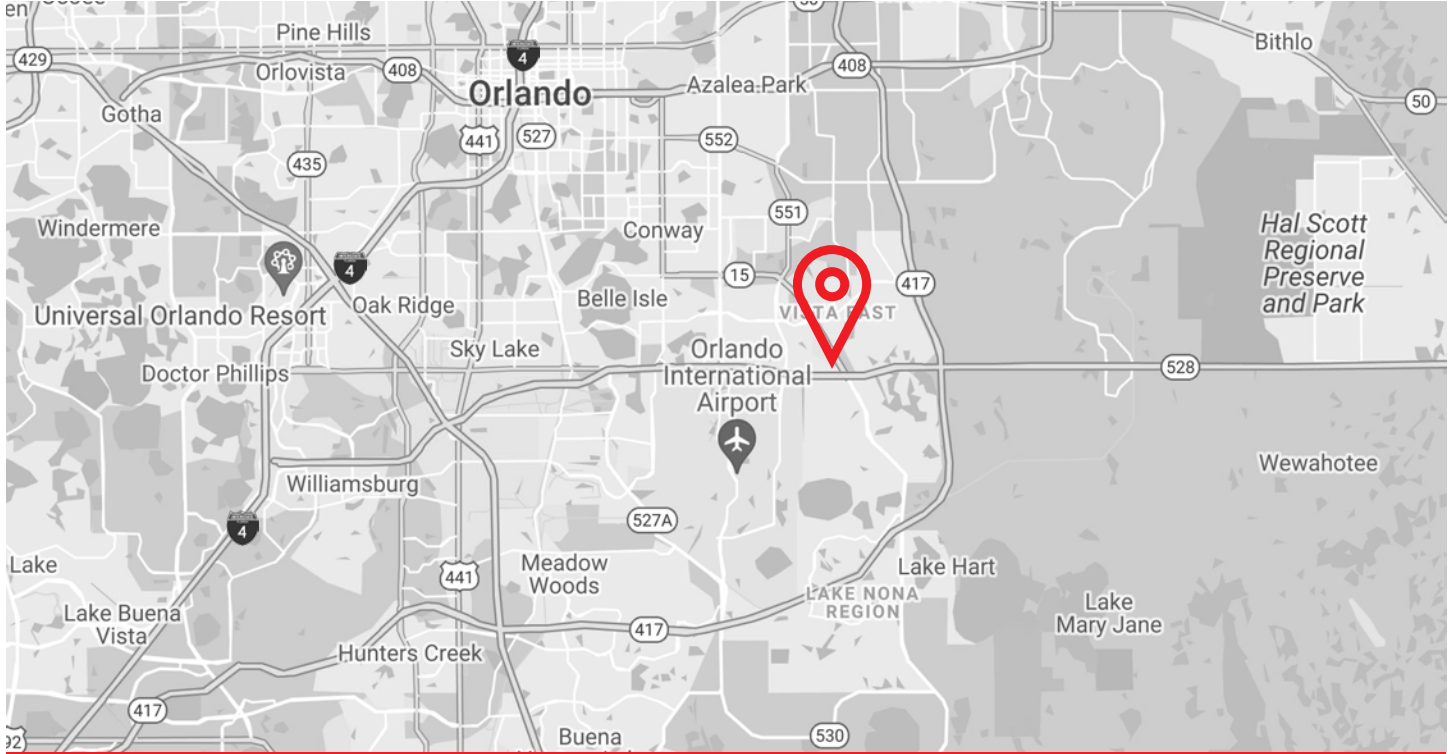 Pine Hills
Bithlo
429
4
408
Orlovista
408
Azalea Park
Orlando
50
Gotha
441
527
552
435
551
Windermere
Conway
Hal Scott
Regional
Preserve
and Park
4
15
417
Oak Ridge
Belle Isle
Universal Orlando Resort
VISTA EAST
Sky Lake
Orlando
International
Airport
528
Doctor Phillips
Wewahotee
Williamsburg
527A
4
Meadow
Woods
Lake
441
Lake Hart
LAKE NONA
REGION
Lake
Mary Jane
Lake Buena
Vista
417
Hunters Creek
417
530
Buena